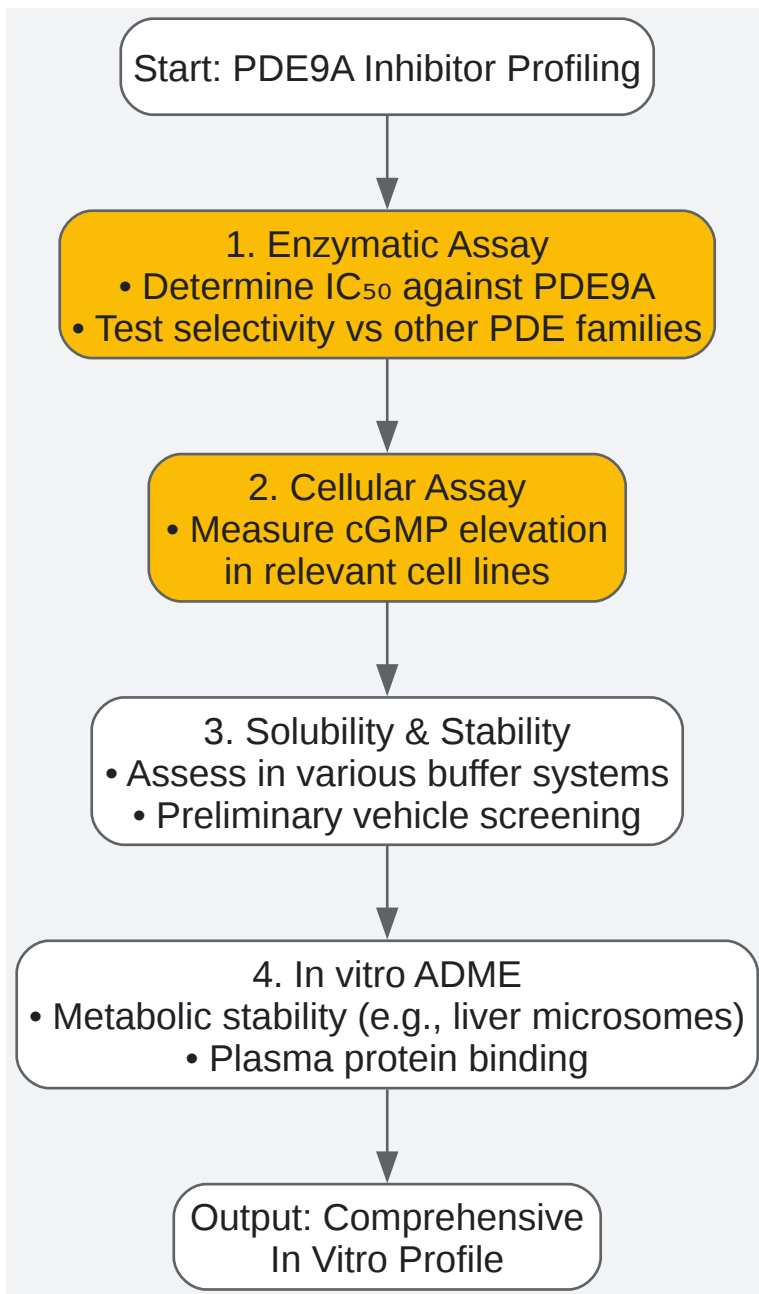 Start: PDE9A Inhibitor Profiling
1. Enzymatic Assay
• Determine IC₅₀ against PDE9A
• Test selectivity vs other PDE families
2. Cellular Assay
• Measure cGMP elevation
in relevant cell lines
3. Solubility & Stability
• Assess in various buffer systems
• Preliminary vehicle screening
4. In vitro ADME
• Metabolic stability (e.g., liver microsomes)
• Plasma protein binding
Output: Comprehensive
In Vitro Profile